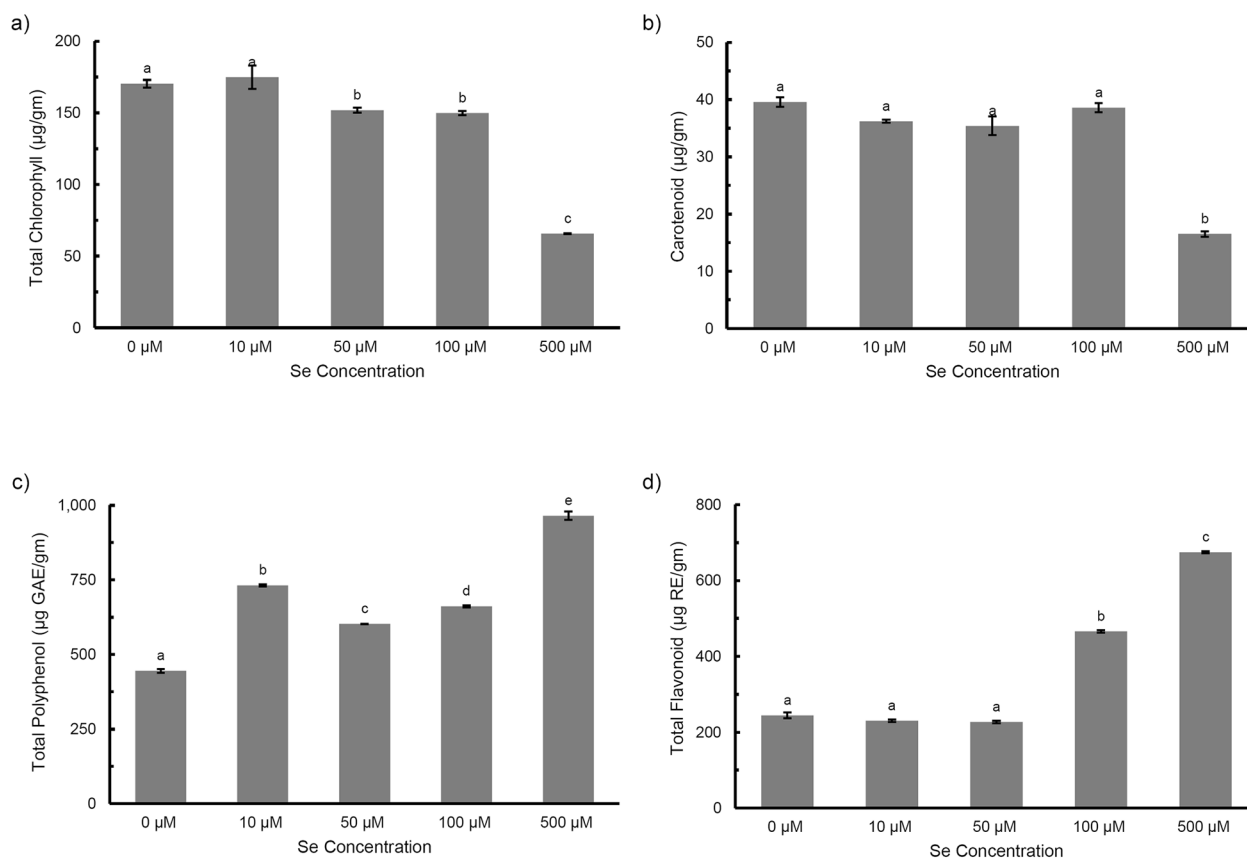 a)
Total Chlorophyll (µg/gm)
200
150
100
50
0
a
a
b
b
c
0 µM 10 µM 50 µM 100 µM 500 µM
Se Concentration
b)
Carotenoid (µg/gm)
50
40
30
20
10
0
a
a
a
a
b
0 µM 10 µM 50 µM 100 µM 500 µM
Se Concentration
c)
Total Polyphenol (µg GAE/gm)
1,000
750
500
250
0
a
b
c
d
e
0 µM 10 µM 50 µM 100 µM 500 µM
Se Concentration
d)
Total Flavonoid (µg RE/gm)
800
600
400
200
0
a
a
a
b
c
0 µM 10 µM 50 µM 100 µM 500 µM
Se Concentration